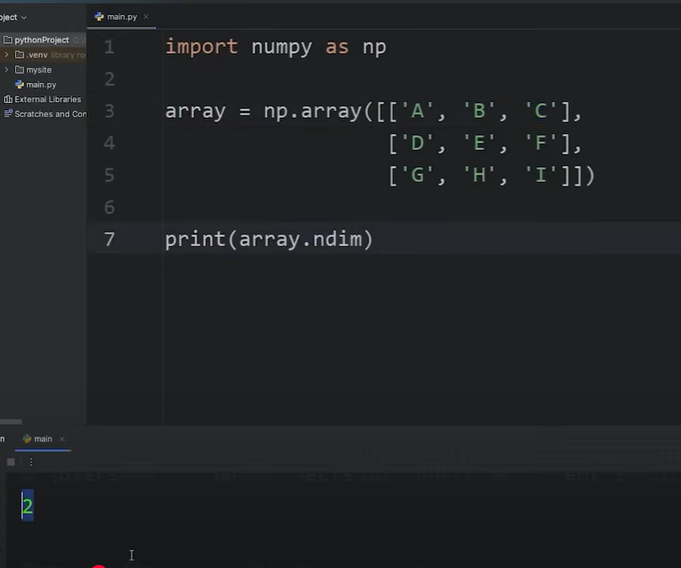 oject
main.py
pythonProject
.venv library ro
mysite
main.py
External Libraries
Scratches and Con
1 import numpy as np
2
3 array = np.array([['A', 'B', 'C'],
4 ['D', 'E', 'F'],
5 ['G', 'H', 'I']])
6
7 print(array.ndim)
n
main
2